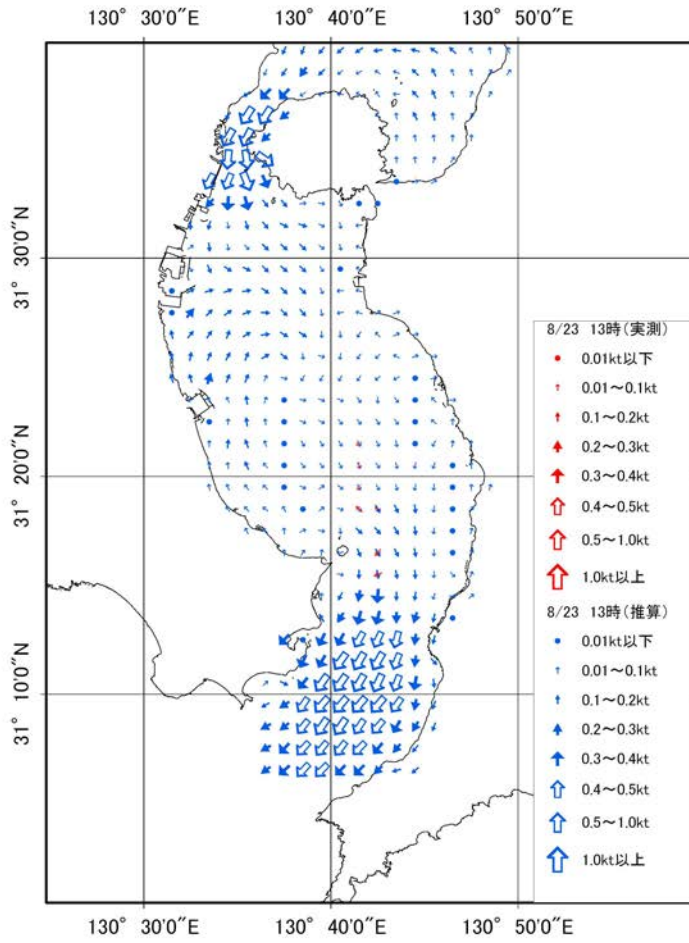 130° 30'0"E 130° 40'0"E 130° 50'0"E
31° 30'0"N
31° 20'0"N
31° 10'0"N
8/23 13時(実測)
0.01kt以下
0.01～0.1kt
0.1～0.2kt
0.2～0.3kt
0.3～0.4kt
0.4～0.5kt
0.5～1.0kt
1.0kt以上
8/23 13時(推算)
0.01kt以下
0.01～0.1kt
0.1～0.2kt
0.2～0.3kt
0.3～0.4kt
0.4～0.5kt
0.5～1.0kt
1.0kt以上
130° 30'0"E 130° 40'0"E 130° 50'0"E